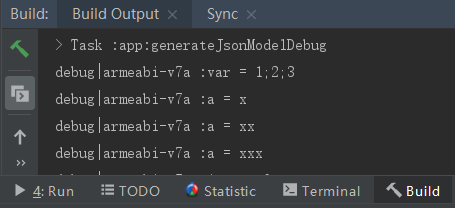 Build: Build Output × Sync ×
> Task :app:generateJsonModelDebug
debug|armeabi-v7a :var = 1;2;3
debug|armeabi-v7a :a = x
debug|armeabi-v7a :a = xx
debug|armeabi-v7a :a = xxx
4: Run TODO Statistic Terminal Build